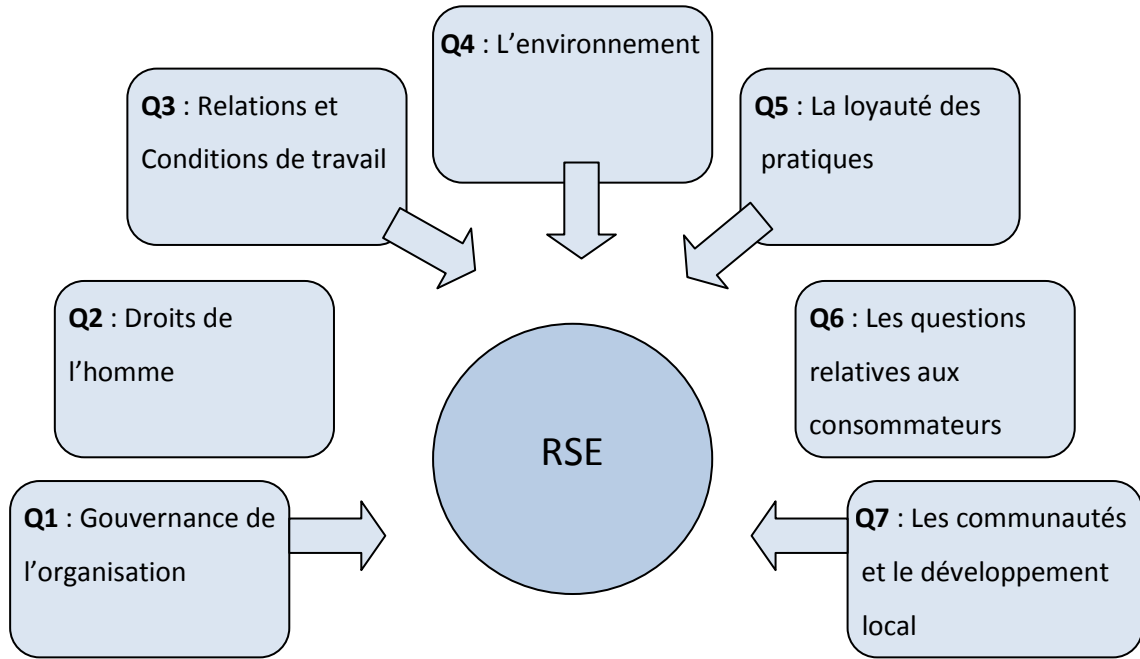 Q4 : L’environnement
Q3 : Relations et
Conditions de travail
Q5 : La loyauté des
pratiques
Q2 : Droits de
l’homme
Q6 : Les questions
relatives aux
consommateurs
RSE
Q1 : Gouvernance de
l’organisation
Q7 : Les communautés
et le développement
local